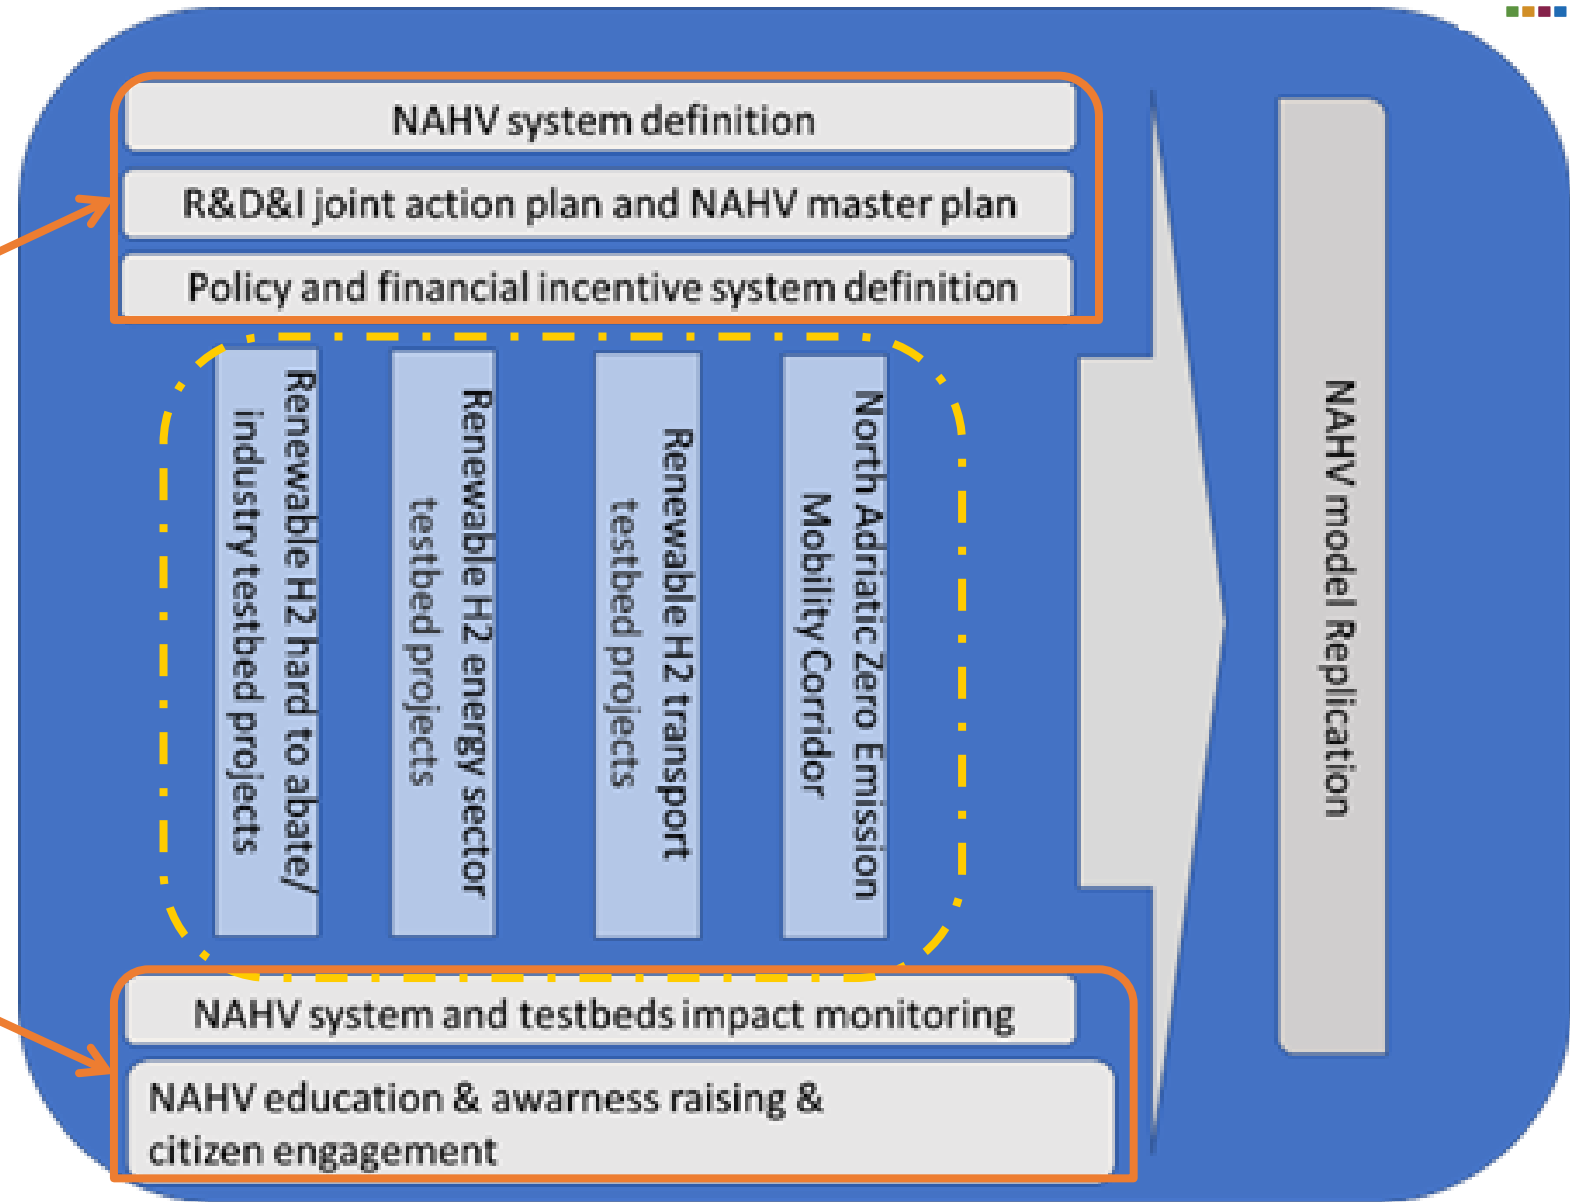 NAHV system definition
R&D&I joint action plan and NAHV master plan
Policy and financial incentive system definition
Renewable H2 hard to abate/
industry testbed projects
Renewable H2 energy sector
testbed projects
Renewable H2 transport
testbed projects
North Adriatic Zero Emission
Mobility Corridor
NAHV model Replication
NAHV system and testbeds impact monitoring
NAHV education & awarness raising &
citizen engagement